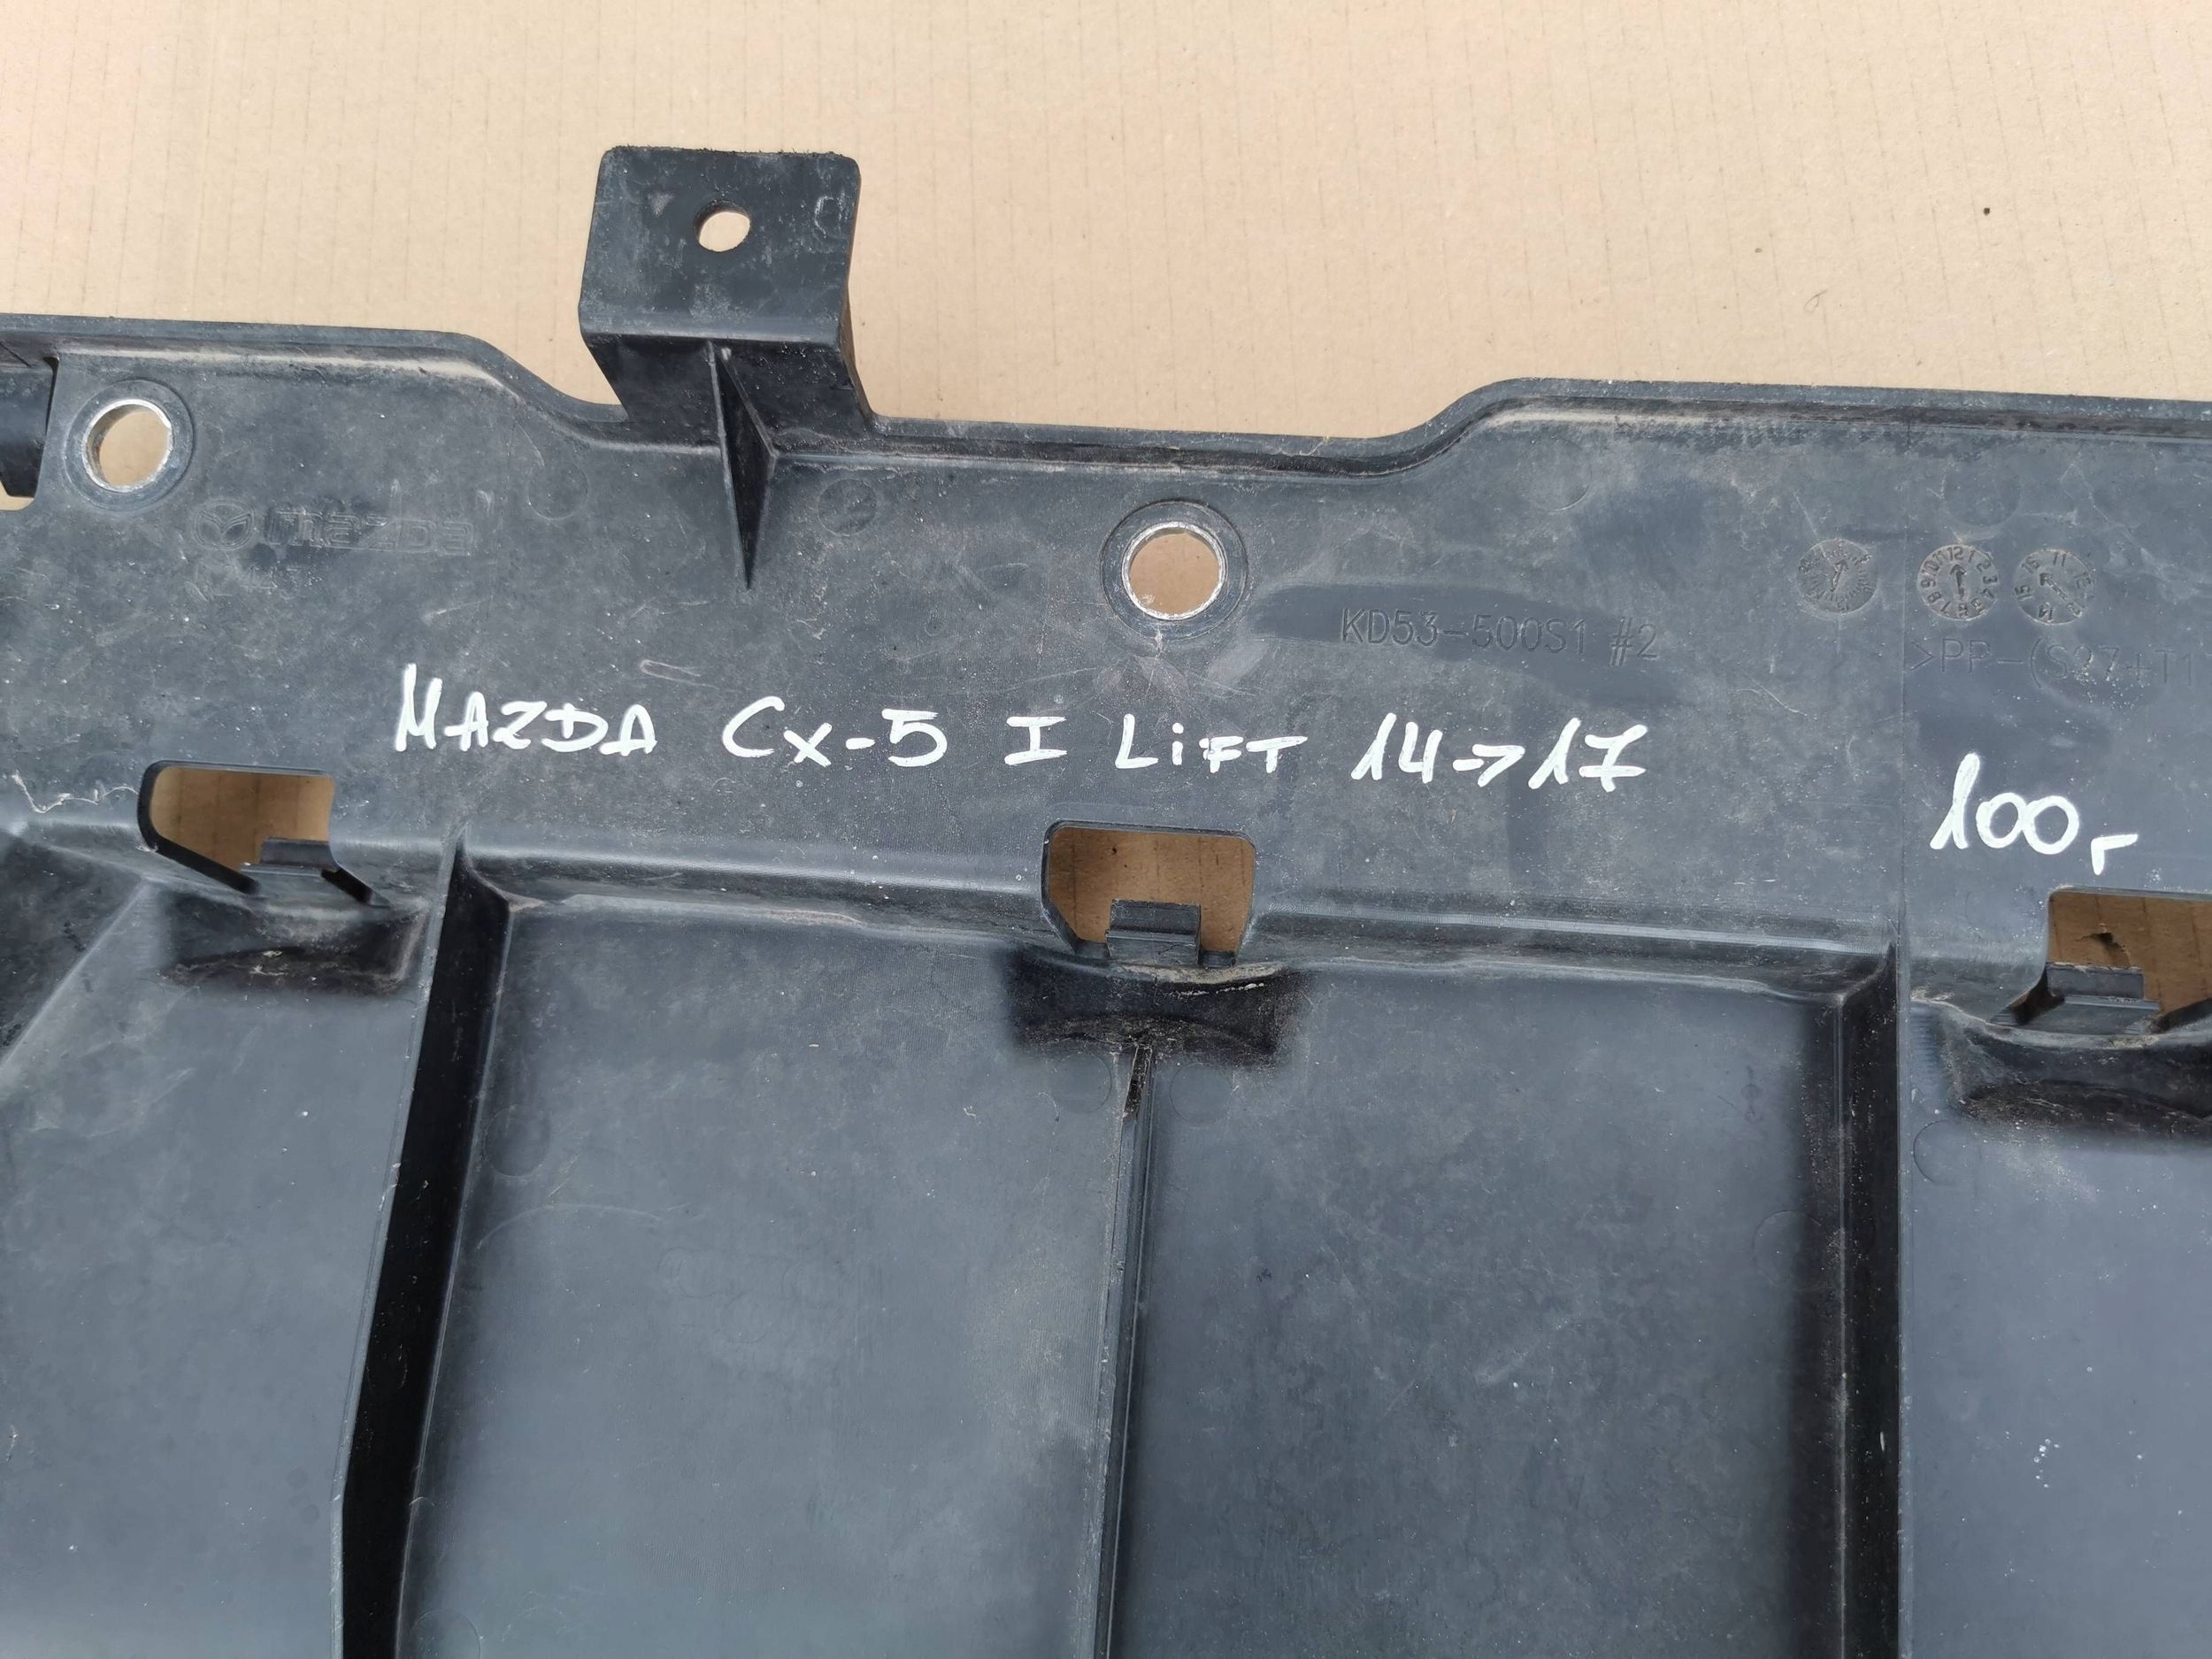 mazda
KD53-500S1 #2
>PP-(S27+T1
MAZDA CX-5 I LiFT 14->17
100r